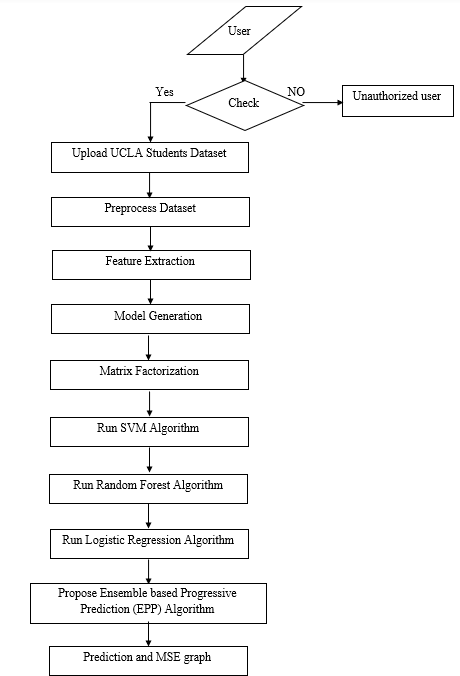 User
Yes
Check
NO
Unauthorized user
Upload UCLA Students Dataset
Preprocess Dataset
Feature Extraction
Model Generation
Matrix Factorization
Run SVM Algorithm
Run Random Forest Algorithm
Run Logistic Regression Algorithm
Propose Ensemble based Progressive
Prediction (EPP) Algorithm
Prediction and MSE graph